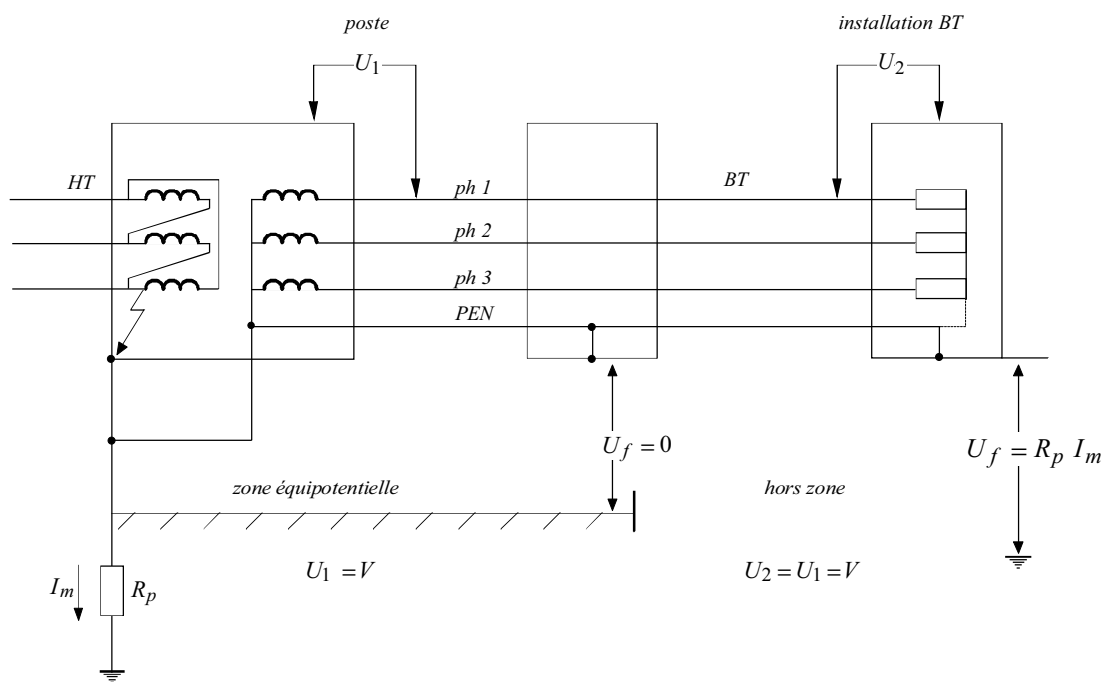 poste
installation BT
U1
U2
HT
ph 1
BT
ph 2
ph 3
PEN
Uf = 0
Uf = Rp Im
zone équipotentielle
hors zone
U1 = V
U2 = U1 = V
Im
Rp